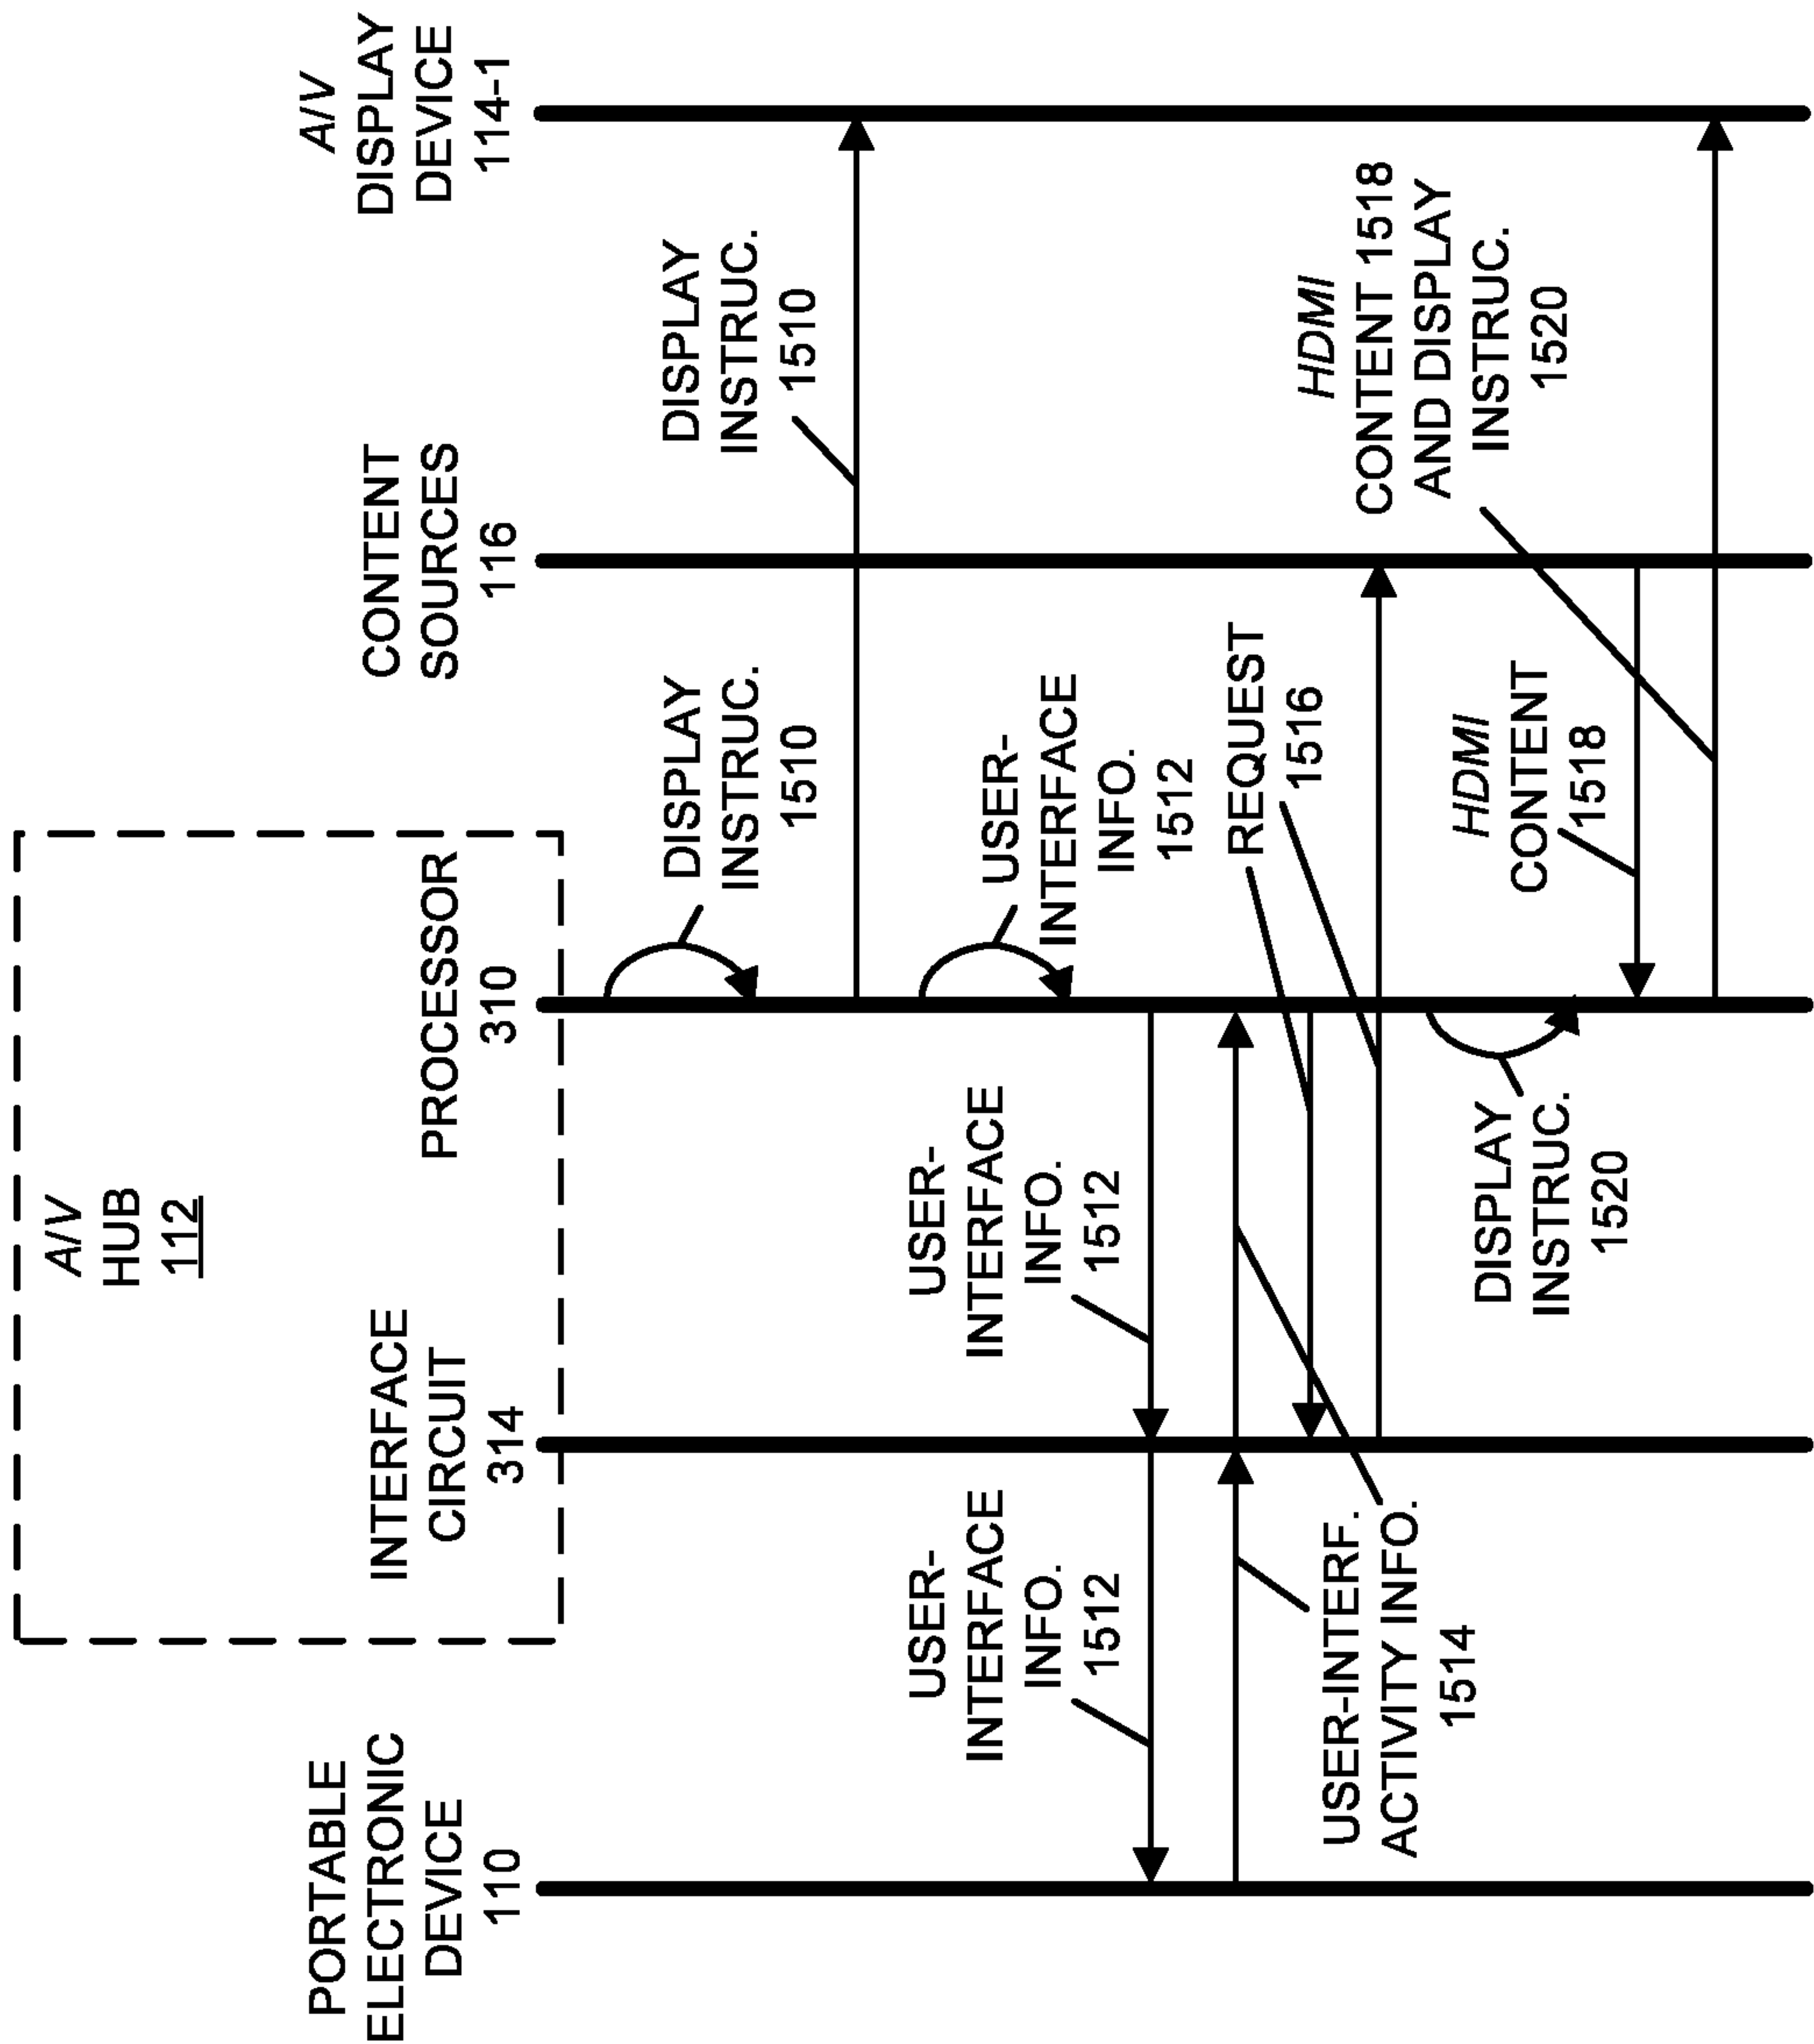 A/V
HUB
112
PORTABLE
ELECTRONIC
DEVICE
110
INTERFACE
CIRCUIT
314
PROCESSOR
310
CONTENT
SOURCES
116
A/V
DISPLAY
DEVICE
114-1
DISPLAY
INSTRUC.
1510
DISPLAY
INSTRUC.
1510
USER-
INTERFACE
INFO.
1512
USER-
INTERFACE
INFO.
1512
USER-
INTERFACE
INFO.
1512
USER-INTERF.
ACTIVITY INFO.
1514
REQUEST
1516
DISPLAY
INSTRUC.
1520
HDMI
CONTENT
1518
HDMI
CONTENT 1518
AND DISPLAY
INSTRUC.
1520